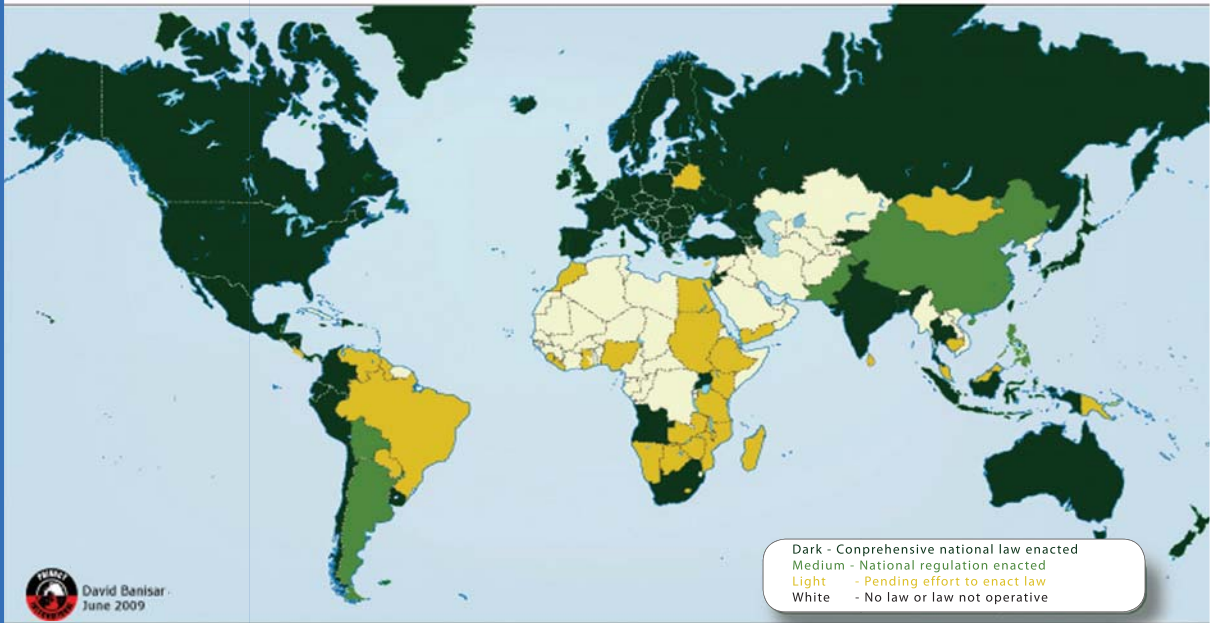 Dark - Conprehensive national law enacted
Medium - National regulation enacted
Light - Pending effort to enact law
White - No law or law not operative
PRIVACY
David Banisar
June 2009